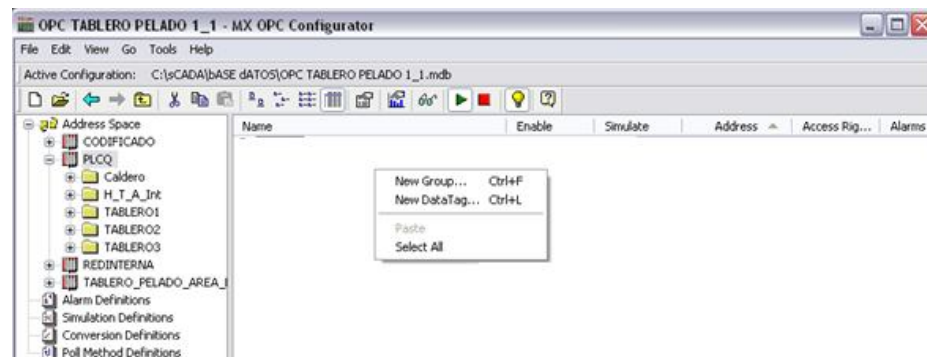 OPC TABLERO PELADO 1_1 - MX OPC Configurator
File Edit View Go Tools Help
Active Configuration: C:\sCADA\bASE dATOS\OPC TABLERO PELADO 1_1.mdb
Address Space
Name Enable Simulate Address Access Rig... Alarms
CODIFICADO
PLCQ
Caldero
H_T_A_Int
TABLERO1
TABLERO2
TABLERO3
REDINTERNA
TABLERO_PELADO_AREA_
Alarm Definitions
Simulation Definitions
Conversion Definitions
Poll Method Definitions
New Group... Ctrl+F
New DataTag... Ctrl+L
Paste
Select All